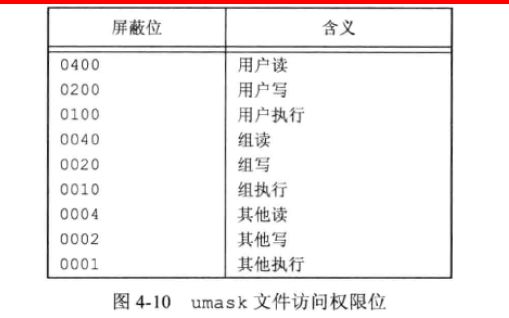 屏蔽位 含义
0400 用户读
0200 用户写
0100 用户执行
0040 组读
0020 组写
0010 组执行
0004 其他读
0002 其他写
0001 其他执行
图 4-10 umask 文件访问权限位